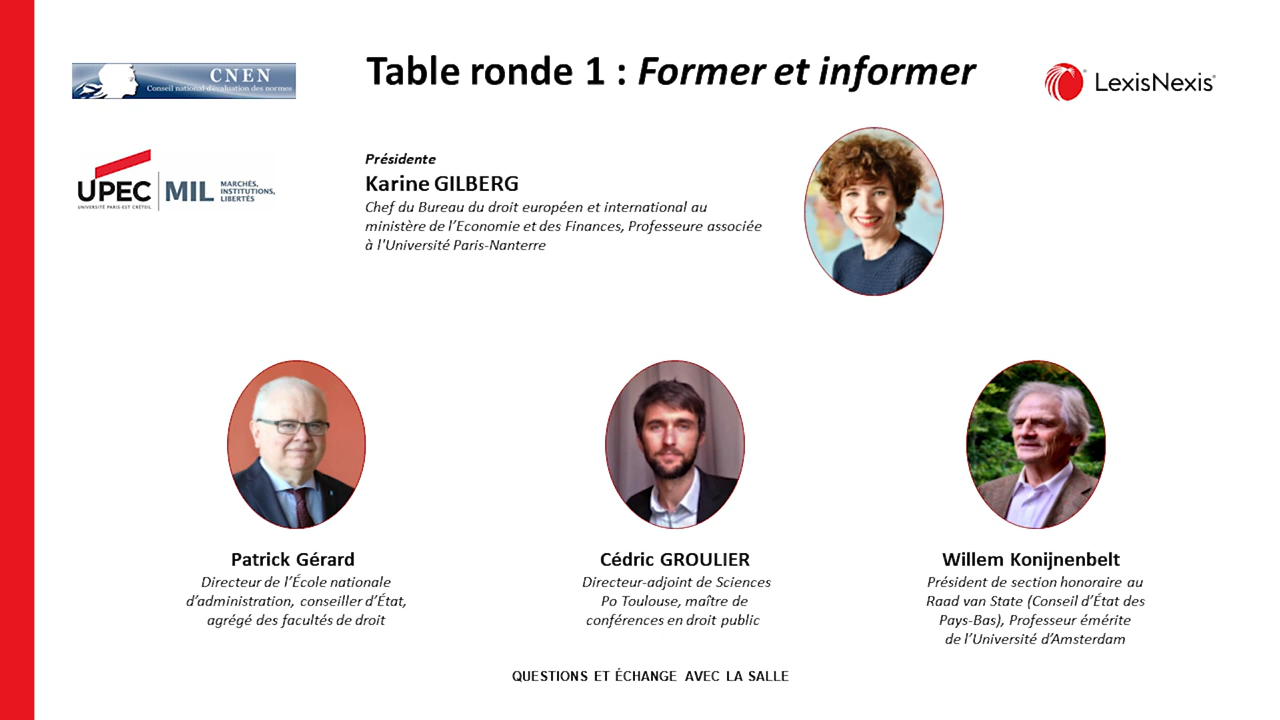 CNEN
Conseil national d'évaluation des normes
Table ronde 1 : Former et informer
LexisNexis®
UPEC
UNIVERSITÉ PARIS-EST CRÉTEIL
MIL
MARCHÉS,
INSTITUTIONS,
LIBERTÉS
Présidente
Karine GILBERG
Chef du Bureau du droit européen et international au
ministère de l’Economie et des Finances, Professeure associée
à l'Université Paris-Nanterre
Patrick Gérard
Directeur de l’École nationale
d’administration, conseiller d’État,
agrégé des facultés de droit
Cédric GROULIER
Directeur-adjoint de Sciences
Po Toulouse, maître de
conférences en droit public
Willem Konijnenbelt
Président de section honoraire au
Raad van State (Conseil d’État des
Pays-Bas), Professeur émérite
de l’Université d’Amsterdam
QUESTIONS ET ÉCHANGE AVEC LA SALLE